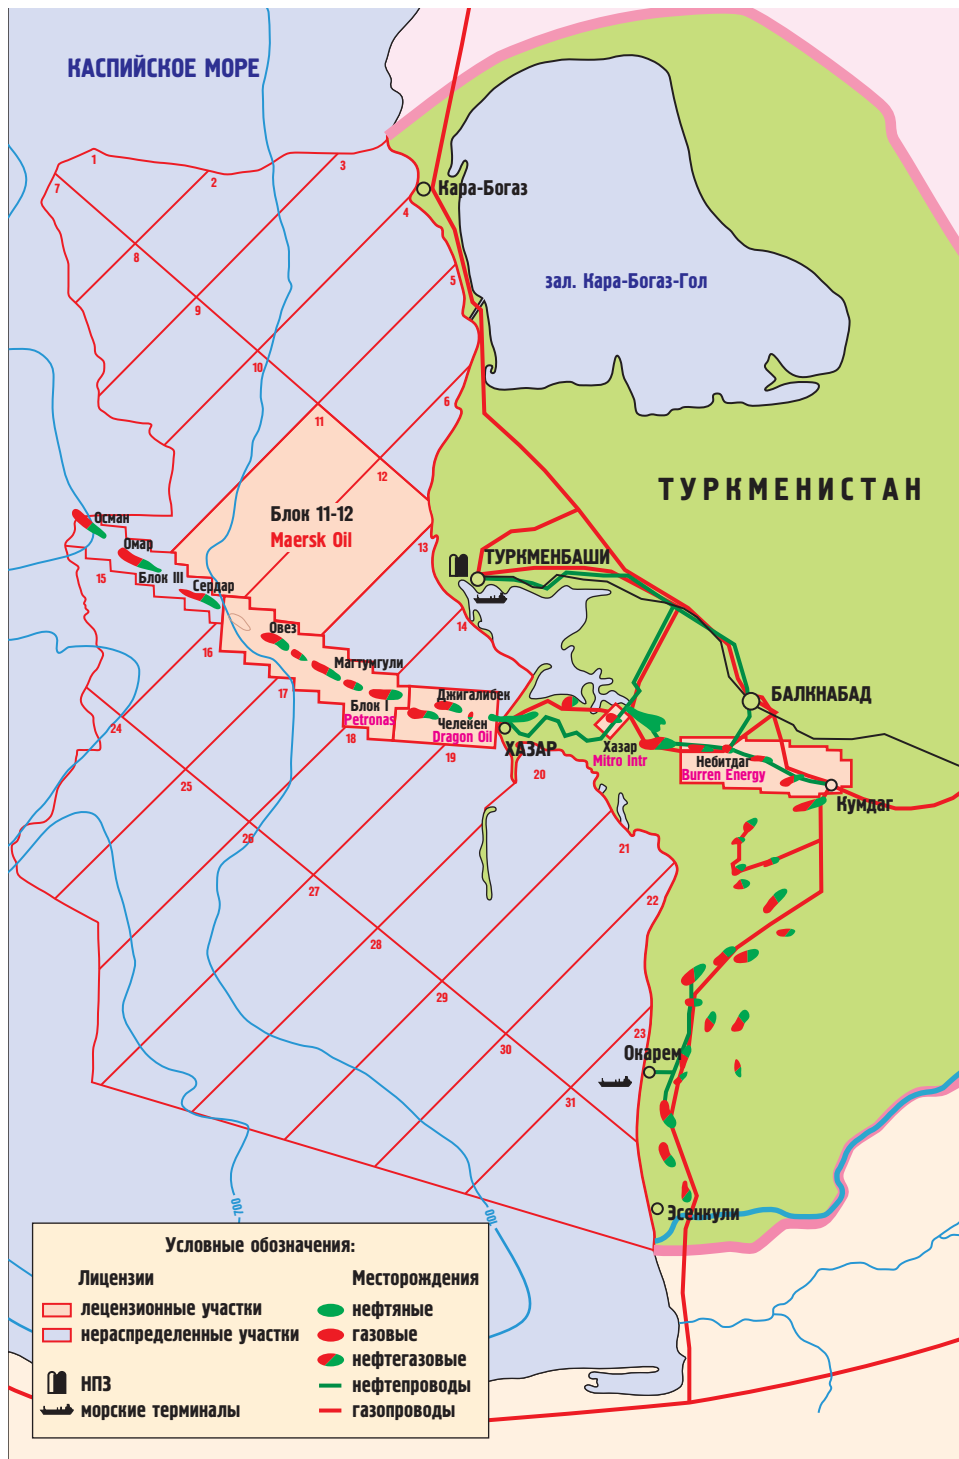 КАСПИЙСКОЕ МОРЕ
1
2
3
7
Кара-Богаз
4
8
зал. Кара-Богаз-Гол
5
9
10
6
11
12
ТУРКМЕНИСТАН
Блок 11-12
Maersk Oil
Осман
Омар
13
ТУРКМЕНБАШИ
15
Блок III
Сердар
14
Овез
16
Магтумгули
17
Джигалибек
БАЛКНАБАД
Блок I
Petronas
Челекен
Dragon Oil
18
24
ХАЗАР
Хазар
Mitro Intr
Небитдаг
Burren Energy
19
20
25
Кумдаг
26
21
27
22
28
29
23
30
Окарем
31
700
100
Эсенкули
Условные обозначения:
Лицензии
Месторождения
лецензионные участки
нефтяные
нераспределенные участки
газовые
нефтегазовые
НПЗ
нефтепроводы
морские терминалы
газопроводы